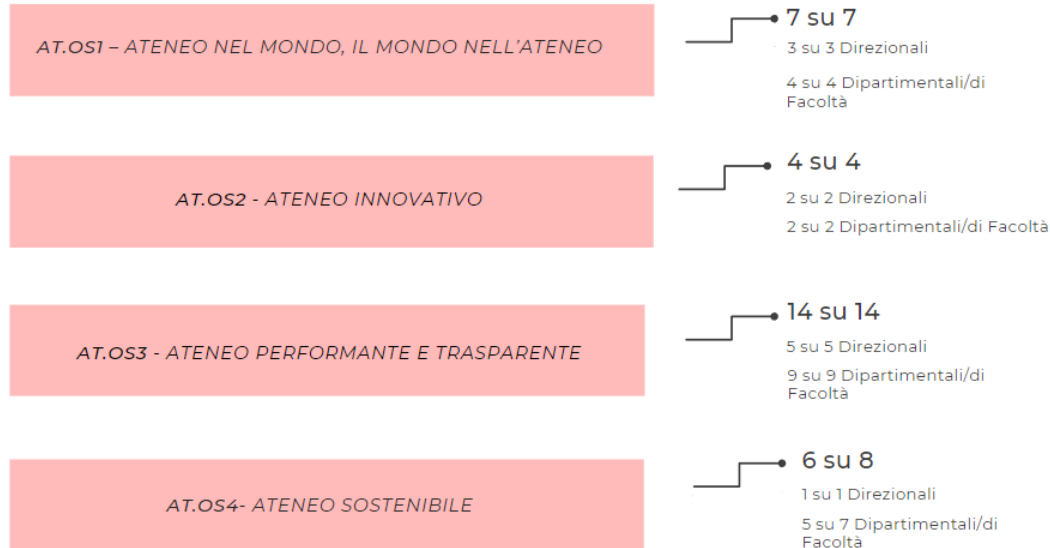 AT.OS1 – ATENEO NEL MONDO, IL MONDO NELL'ATENEO
7 su 7
3 su 3 Direzionali
4 su 4 Dipartimentali/di
Facoltà
AT.OS2 - ATENEO INNOVATIVO
4 su 4
2 su 2 Direzionali
2 su 2 Dipartimentali/di Facoltà
AT.OS3 - ATENEO PERFORMANTE E TRASPARENTE
14 su 14
5 su 5 Direzionali
9 su 9 Dipartimentali/di
Facoltà
AT.OS4- ATENEO SOSTENIBILE
6 su 8
1 su 1 Direzionali
5 su 7 Dipartimentali/di
Facoltà